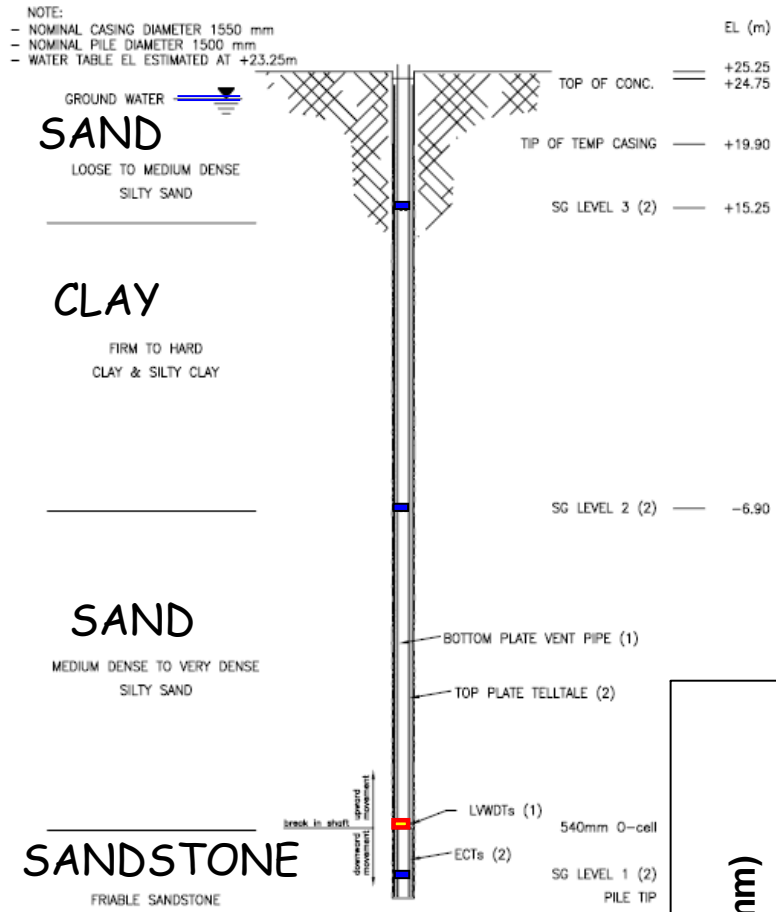 NOTE:
- NOMINAL CASING DIAMETER 1550 mm
- NOMINAL PILE DIAMETER 1500 mm
- WATER TABLE EL ESTIMATED AT +23.25m
EL (m)
+25.25
TOP OF CONC. +24.75
GROUND WATER
SAND
LOOSE TO MEDIUM DENSE
SILTY SAND
TIP OF TEMP CASING +19.90
SG LEVEL 3 (2) +15.25
CLAY
FIRM TO HARD
CLAY & SILTY CLAY
SG LEVEL 2 (2) -6.90
SAND
MEDIUM DENSE TO VERY DENSE
SILTY SAND
BOTTOM PLATE VENT PIPE (1)
TOP PLATE TELLTALE (2)
upward
movement
break in shaft
downward
movement
LVWDTs (1)
540mm O-cell
ECTs (2)
SANDSTONE
FRIABLE SANDSTONE
SG LEVEL 1 (2)
PILE TIP
mm)